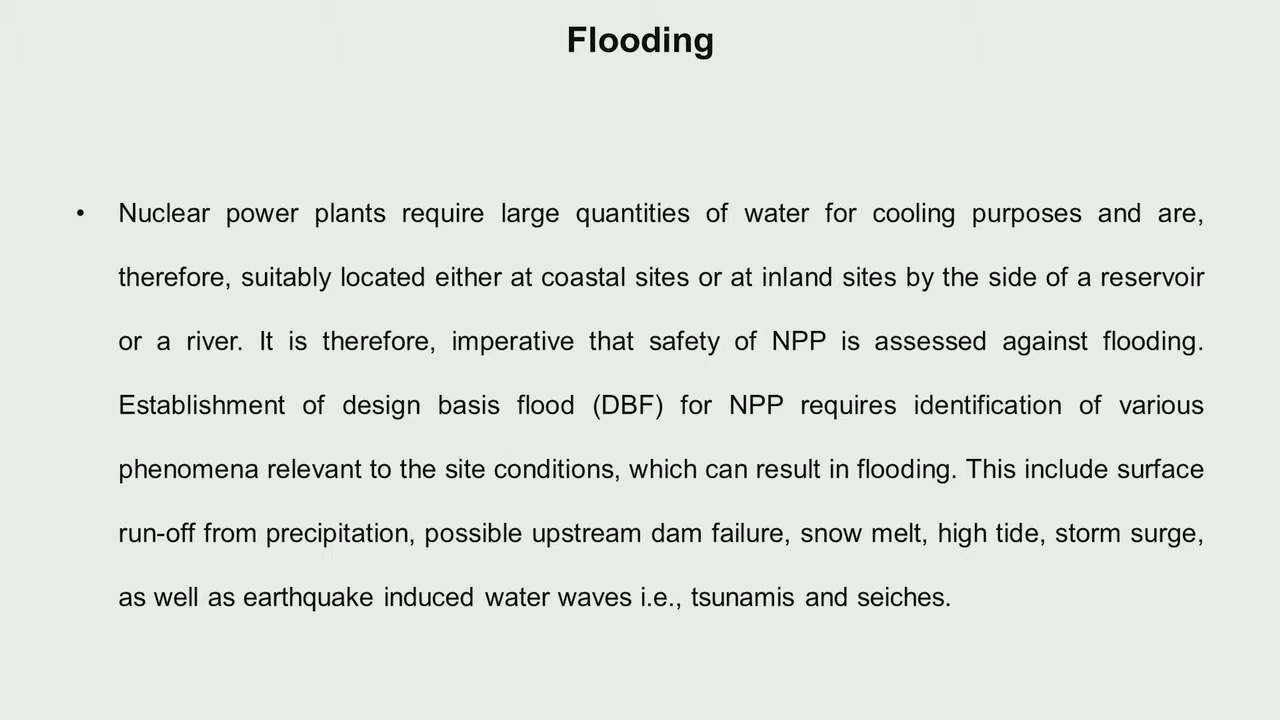 Flooding
• Nuclear power plants require large quantities of water for cooling purposes and are,
therefore, suitably located either at coastal sites or at inland sites by the side of a reservoir
or a river. It is therefore, imperative that safety of NPP is assessed against flooding.
Establishment of design basis flood (DBF) for NPP requires identification of various
phenomena relevant to the site conditions, which can result in flooding. This include surface
run-off from precipitation, possible upstream dam failure, snow melt, high tide, storm surge,
as well as earthquake induced water waves i.e., tsunamis and seiches.